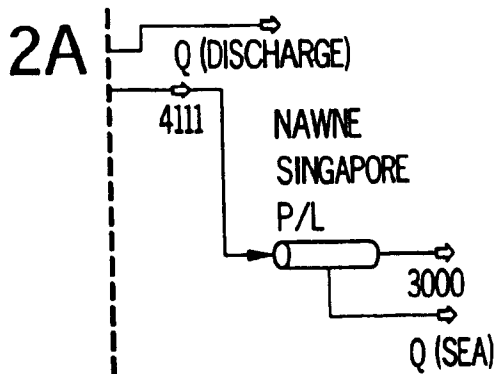 2A
Q (DISCHARGE)
4111
NAWNE
SINGAPORE
P/L
3000
Q (SEA)